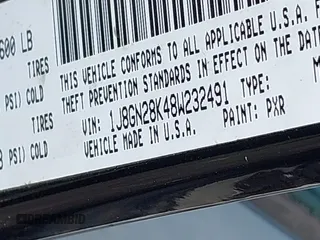 600 LB
TIRES
PSI) COLD
TIRES
PSI) COLD
THIS VEHICLE CONFORMS TO ALL APPLICABLE U.S.A. F
THEFT PREVENTION STANDARDS IN EFFECT ON THE DATE
VIN: 1J8GN28K48W232491 TYPE: M
VEHICLE MADE IN U.S.A. PAINT: PXR